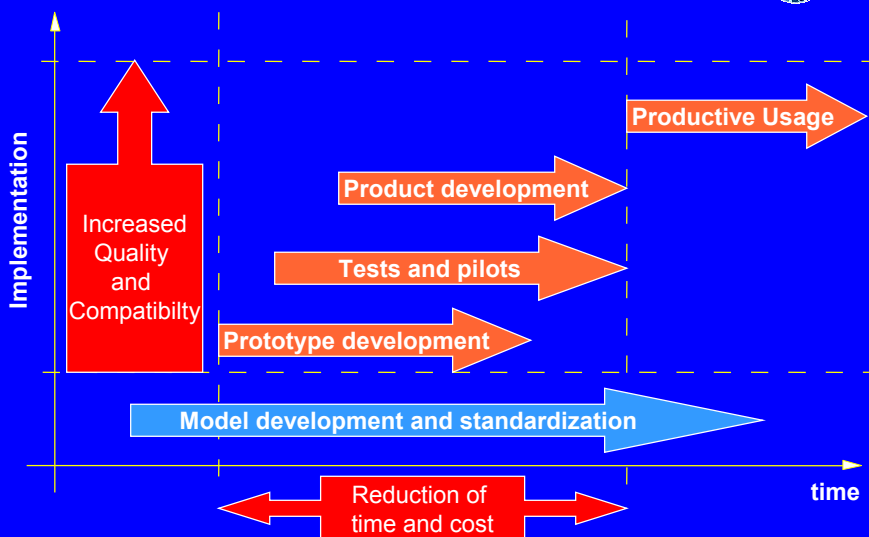 Implementation
Productive Usage
Product development
Increased
Quality
and
Compatibilty
Tests and pilots
Prototype development
Model development and standardization
time
Reduction of
time and cost